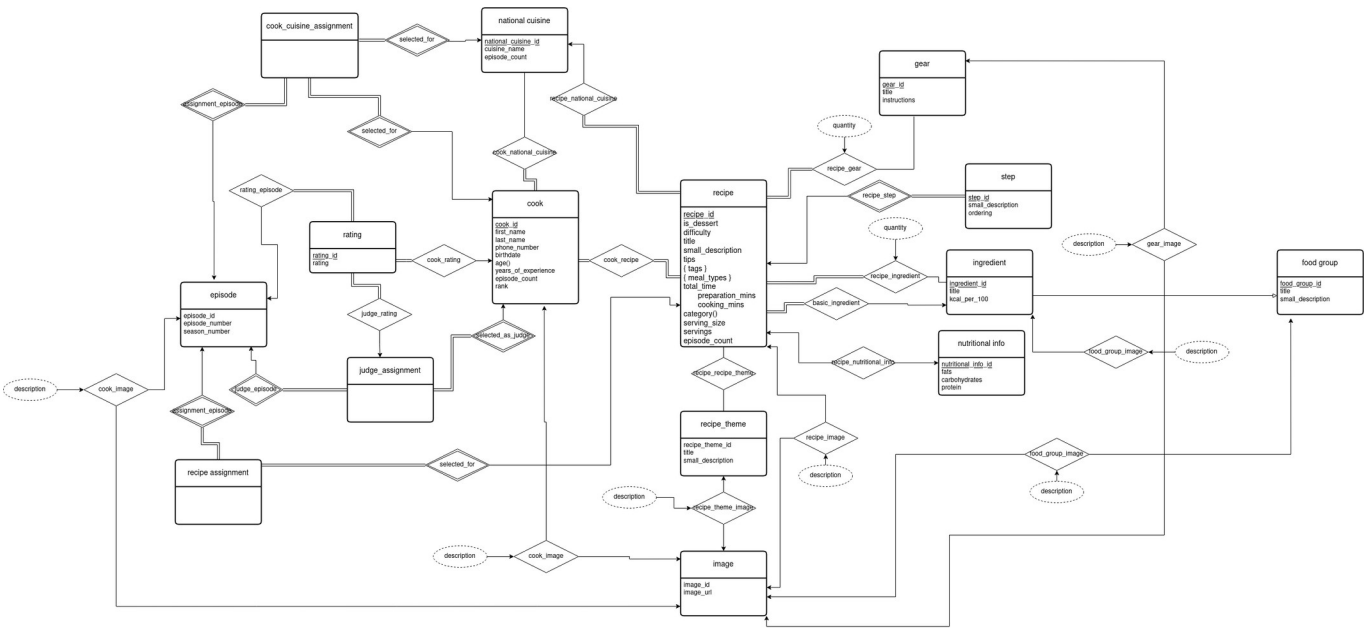 cook_cuisine_assignment
selected_for
national cuisine
national_cuisine_id
cuisine_name
episode_count
gear
gear_id
title
instructions
assignment_episode
selected_for
recipe_national_cuisine
quantity
cook_national_cuisine
recipe_gear
step
step_id
small_description
ordering
recipe_step
rating_episode
cook
cook_id
first_name
last_name
phone_number
birthdate
age()
years_of_experience
episode_count
rank
recipe
recipe_id
is_dessert
difficulty
title
small_description
tips
{ tags }
{ meal_types }
total_time
preparation_mins
cooking_mins
category()
serving_size
servings
episode_count
rating
rating_id
rating
cook_rating
cook_recipe
quantity
recipe_ingredient
basic_ingredient
ingredient
ingredient_id
title
kcal_per_100
description
gear_image
food group
food_group_id
title
small_description
episode
episode_id
episode_number
season_number
judge_rating
selected_as_judge
nutritional info
nutritional_info_id
fats
carbohydrates
protein
recipe_nutritional_info
food_group_image
description
description
cook_image
judge_episode
judge_assignment
assignment_episode
recipe_recipe_theme
recipe_theme
recipe_theme_id
title
small_description
recipe_image
description
recipe assignment
selected_for
food_group_image
description
description
recipe_theme_image
description
cook_image
image
image_id
image_url